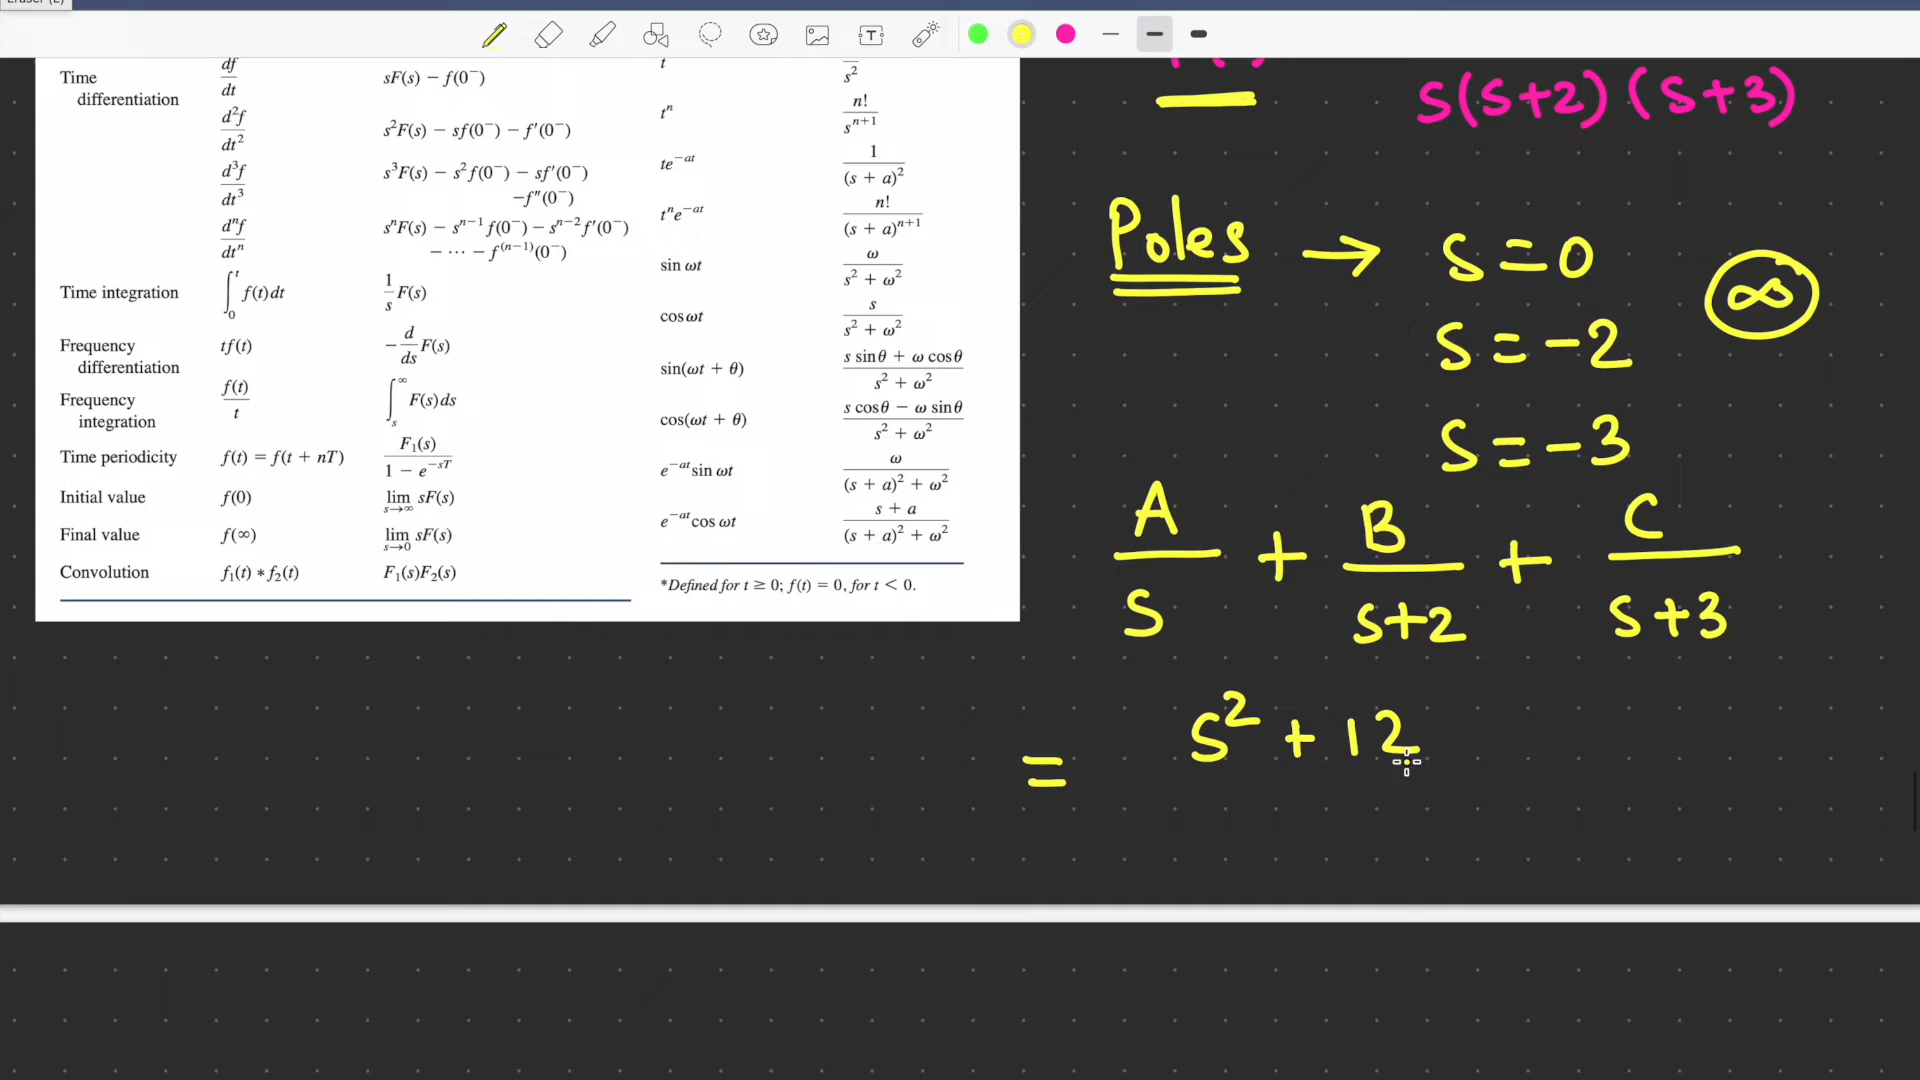 Eraser (E)
T
Time differentiation df/dt sF(s) − f(0⁻)
d²f/dt² s²F(s) − sf(0⁻) − f′(0⁻)
d³f/dt³ s³F(s) − s²f(0⁻) − sf′(0⁻)
−f″(0⁻)
dⁿf/dtⁿ sⁿF(s) − sⁿ⁻¹f(0⁻) − sⁿ⁻²f′(0⁻)
− ⋯ − f⁽ⁿ⁻¹⁾(0⁻)
Time integration ∫₀ᵗ f(t)dt 1/s F(s)
Frequency differentiation tf(t) −d/ds F(s)
Frequency integration f(t)/t ∫ₛ^∞ F(s)ds
Time periodicity f(t) = f(t + nT) F₁(s)/(1 − e^−sT)
Initial value f(0) lim s→∞ sF(s)
Final value f(∞) lim s→0 sF(s)
Convolution f₁(t) * f₂(t) F₁(s)F₂(s)
t /s²
tⁿ n!/sⁿ⁺¹
te^−at 1/(s + a)²
tⁿe^−at n!/(s + a)ⁿ⁺¹
sin ωt ω/(s² + ω²)
cos ωt s/(s² + ω²)
sin(ωt + θ) (s sin θ + ω cos θ)/(s² + ω²)
cos(ωt + θ) (s cos θ − ω sin θ)/(s² + ω²)
e^−at sin ωt ω/((s + a)² + ω²)
e^−at cos ωt (s + a)/((s + a)² + ω²)
*Defined for t ≥ 0; f(t) = 0, for t < 0.
s(s+2)(s+3)
Poles → s=0
∞
s=-2
s=-3
A/s + B/s+2 + C/s+3
= s² + 12